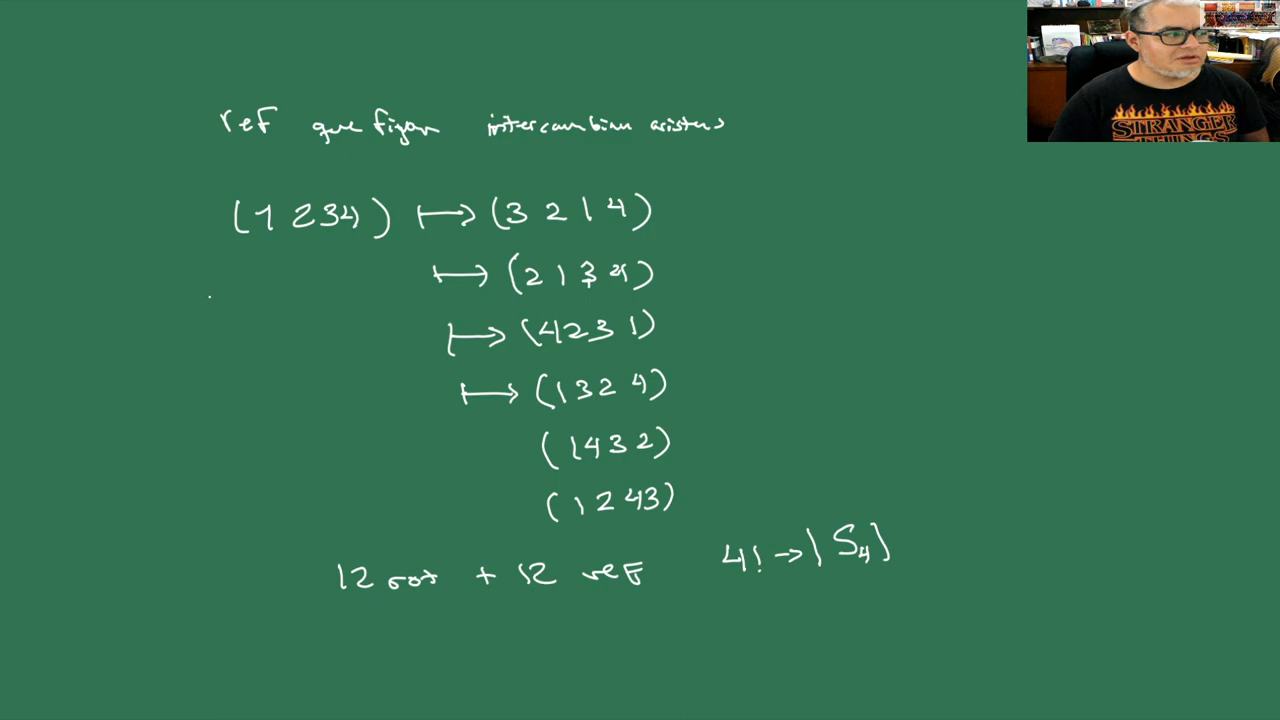 ref que fijan intercambian aristas
(1 2 3 4) ↦ (3 2 1 4)
↦ (2 1 3 4)
↦ (4 2 3 1)
↦ (1 3 2 4)
(1 4 3 2)
(1 2 4 3)
12 rot + 12 ref 4! → |S₄|
STRANGER
THINGS